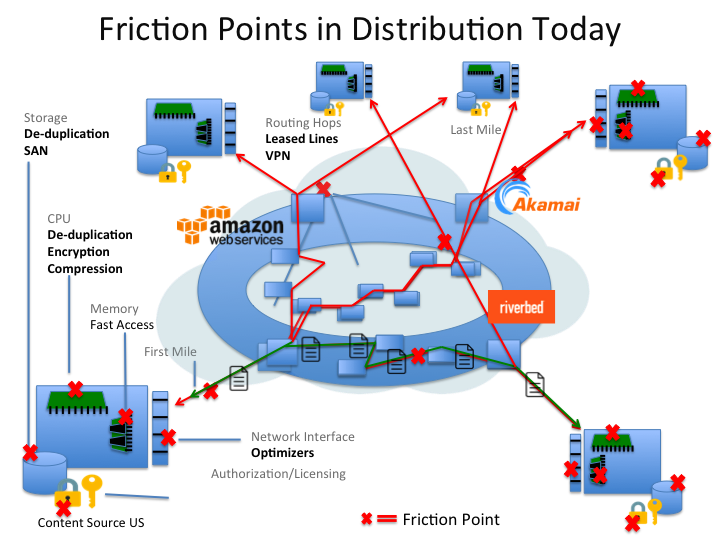 Friction Points in Distribution Today
Storage
De-duplication
SAN
Routing Hops
Leased Lines
VPN
Last Mile
CPU
De-duplication
Encryption
Compression
amazon
web services
Akamai
Memory
Fast Access
riverbed
First Mile
Network Interface
Optimizers
Authorization/Licensing
Content Source US
Friction Point